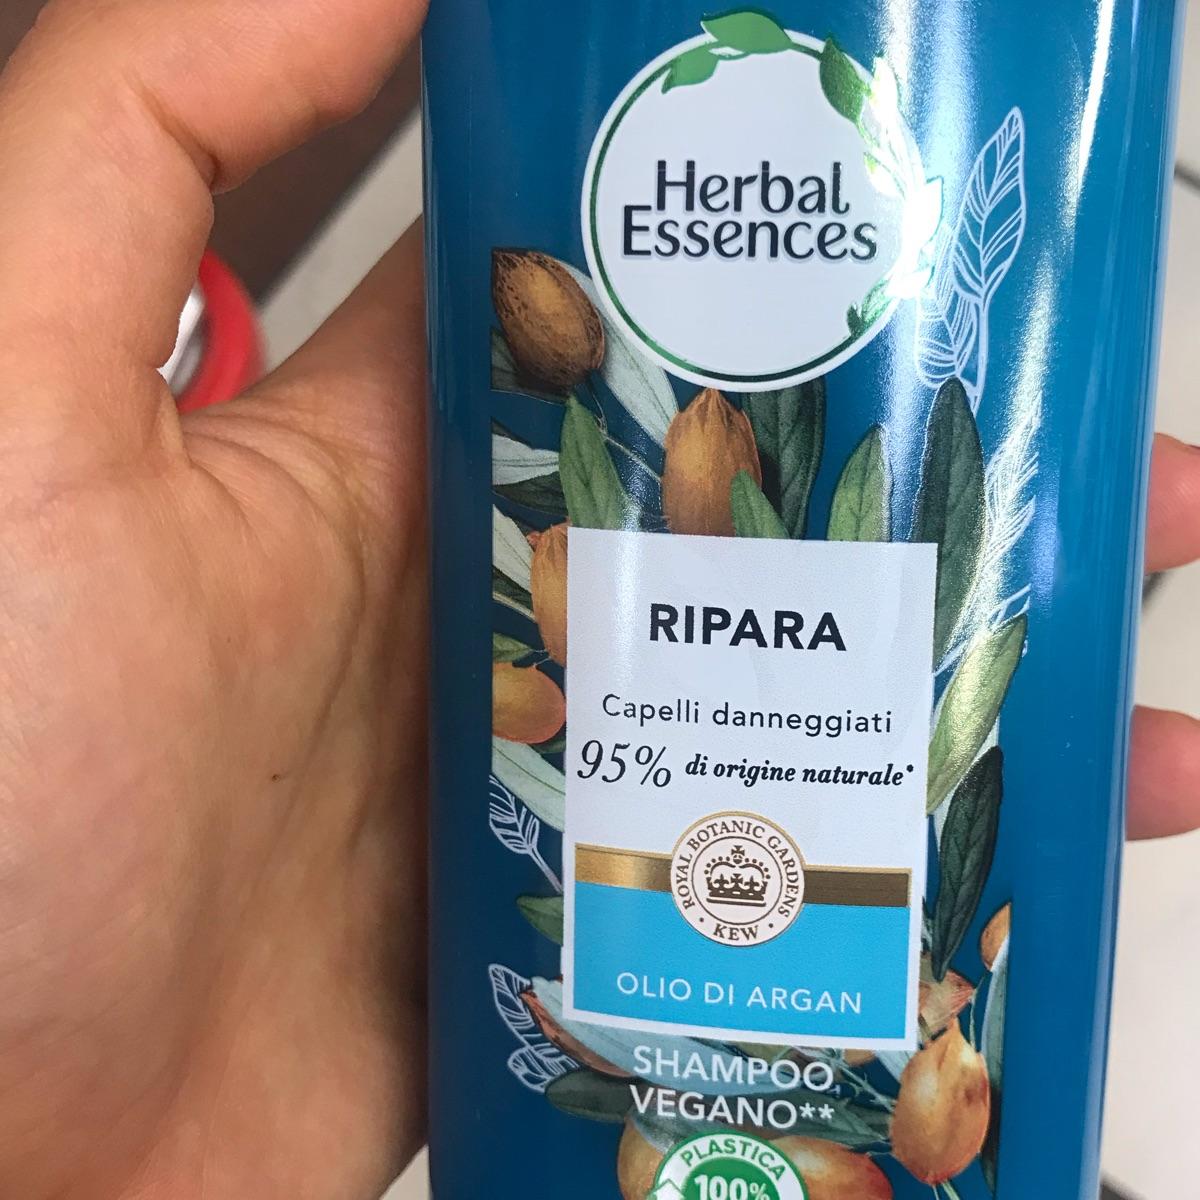 Herbal
Essences
RIPARA
Capelli danneggiati
95% di origine naturale*
ROYAL BOTANIC GARDENS
• KEW •
OLIO DI ARGAN
SHAMPOO
VEGANO**
PLASTICA
100%